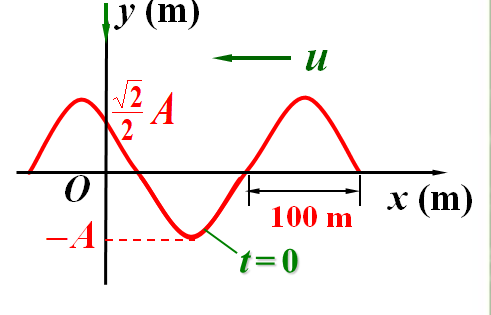 y (m)
u
√2/2 A
O
x (m)
100 m
−A
t = 0